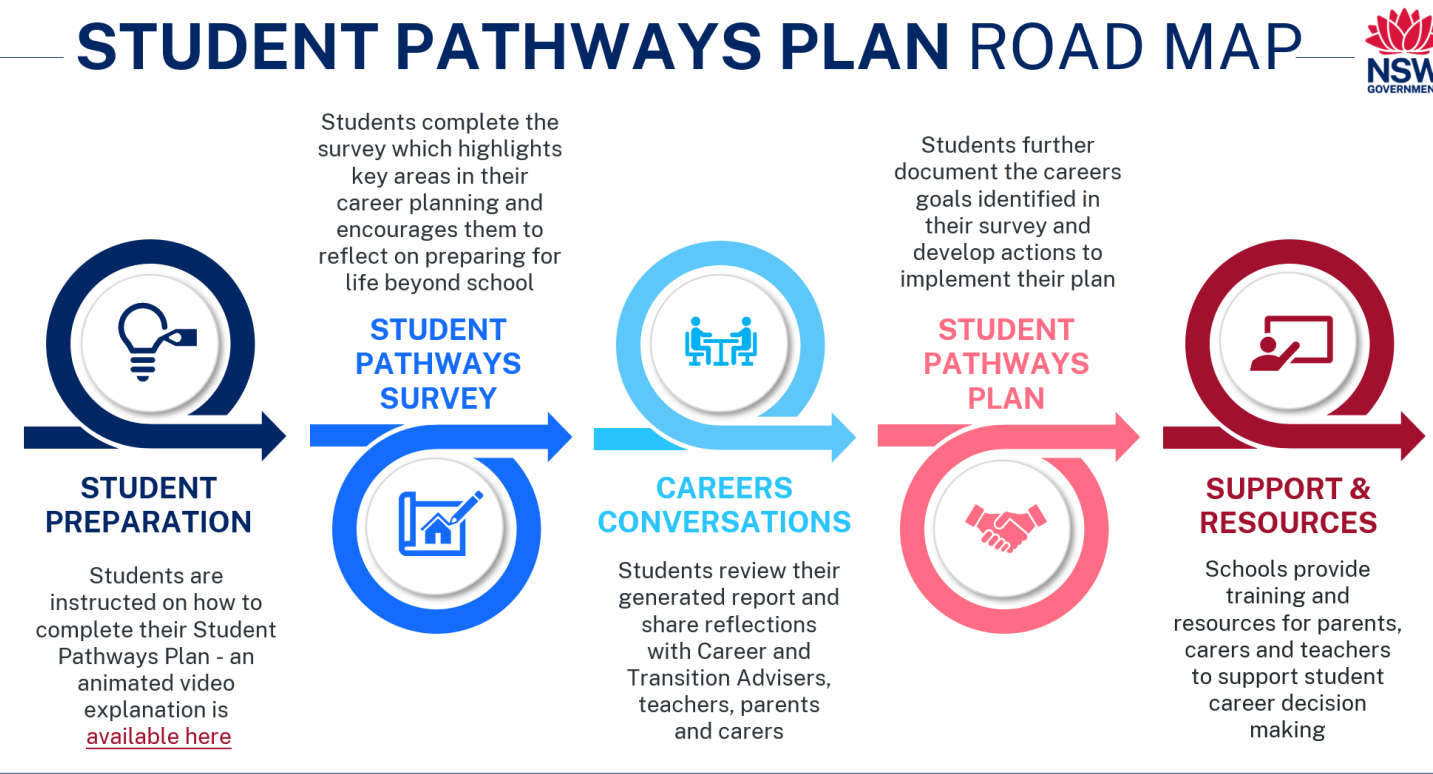 STUDENT PATHWAYS PLAN ROAD MAP
NSW
GOVERNMEN
STUDENT
PREPARATION
Students are
instructed on how to
complete their Student
Pathways Plan - an
animated video
explanation is
available here
Students complete the
survey which highlights
key areas in their
career planning and
encourages them to
reflect on preparing for
life beyond school
STUDENT
PATHWAYS
SURVEY
CAREERS
CONVERSATIONS
Students review their
generated report and
share reflections
with Career and
Transition Advisers,
teachers, parents
and carers
Students further
document the careers
goals identified in
their survey and
develop actions to
implement their plan
STUDENT
PATHWAYS
PLAN
SUPPORT &
RESOURCES
Schools provide
training and
resources for parents,
carers and teachers
to support student
career decision
making